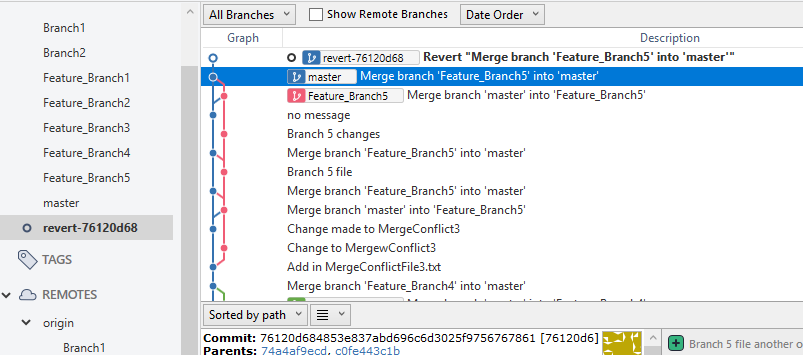 All Branches Show Remote Branches Date Order
Graph Description
Branch1
Branch2
Feature_Branch1
Feature_Branch2
Feature_Branch3
Feature_Branch4
Feature_Branch5
master
revert-76120d68
TAGS
REMOTES
origin
Branch1
revert-76120d68 Revert "Merge branch 'Feature_Branch5' into 'master'"
master Merge branch 'Feature_Branch5' into 'master'
Feature_Branch5 Merge branch 'master' into 'Feature_Branch5'
no message
Branch 5 changes
Merge branch 'Feature_Branch5' into 'master'
Branch 5 file
Merge branch 'Feature_Branch5' into 'master'
Merge branch 'master' into 'Feature_Branch5'
Change made to MergeConflict3
Change to MergewConflict3
Add in MergeConflictFile3.txt
Merge branch 'Feature_Branch4' into 'master'
Sorted by path
Commit: 76120d684853e837abd696c6d3025f9756767861 [76120d6]
Parents: 74a4af9ecd, c0fe443c1b
Branch 5 file another o